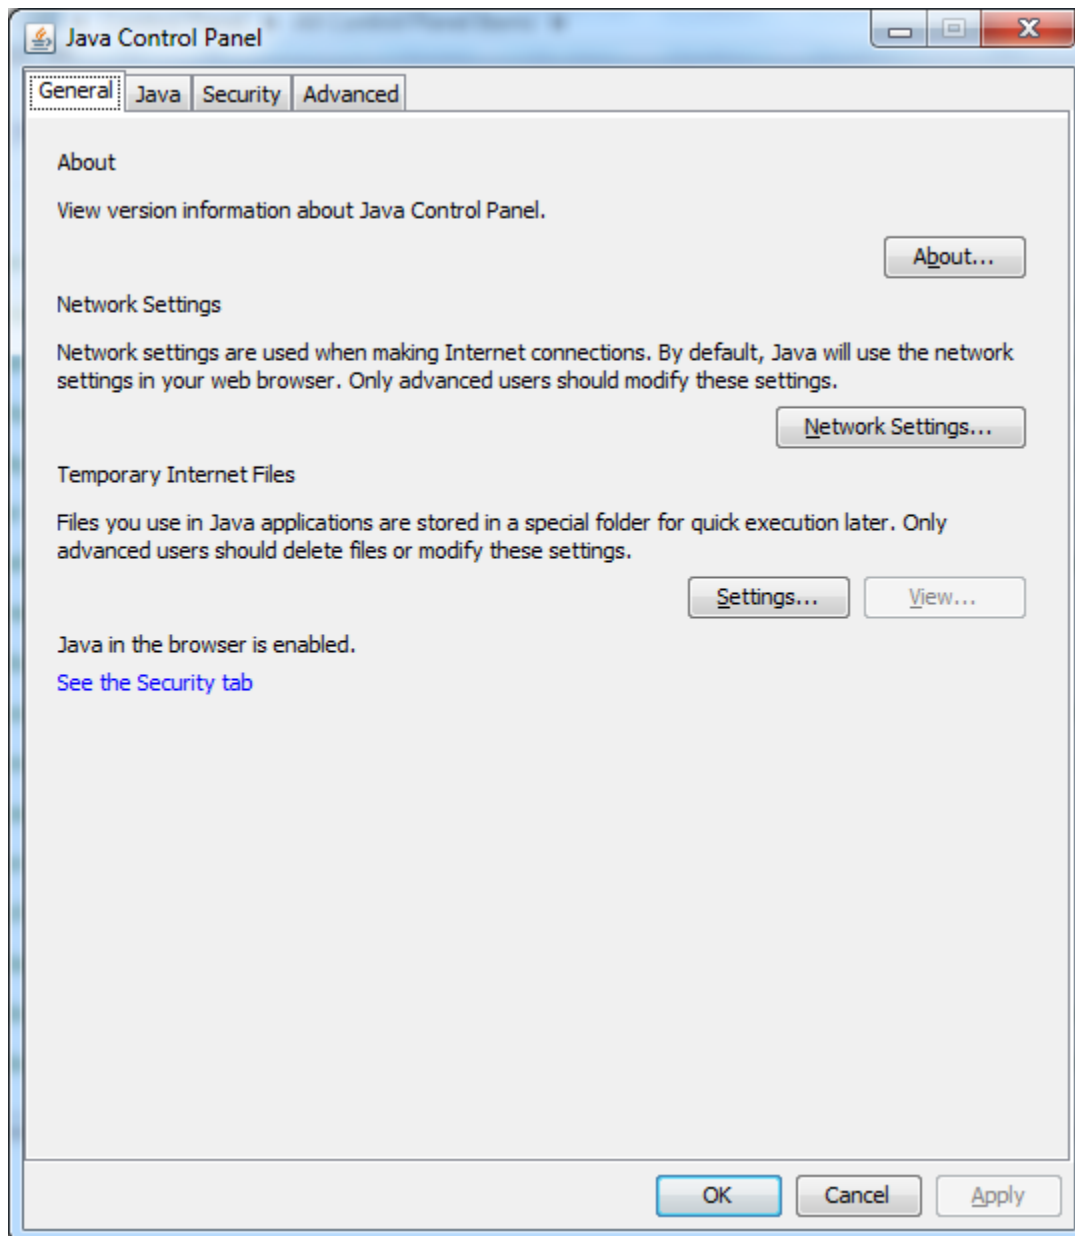 Java Control Panel
General Java Security Advanced
About
View version information about Java Control Panel.
About...
Network Settings
Network settings are used when making Internet connections. By default, Java will use the network
settings in your web browser. Only advanced users should modify these settings.
Network Settings...
Temporary Internet Files
Files you use in Java applications are stored in a special folder for quick execution later. Only
advanced users should delete files or modify these settings.
Settings... View...
Java in the browser is enabled.
See the Security tab
OK Cancel Apply